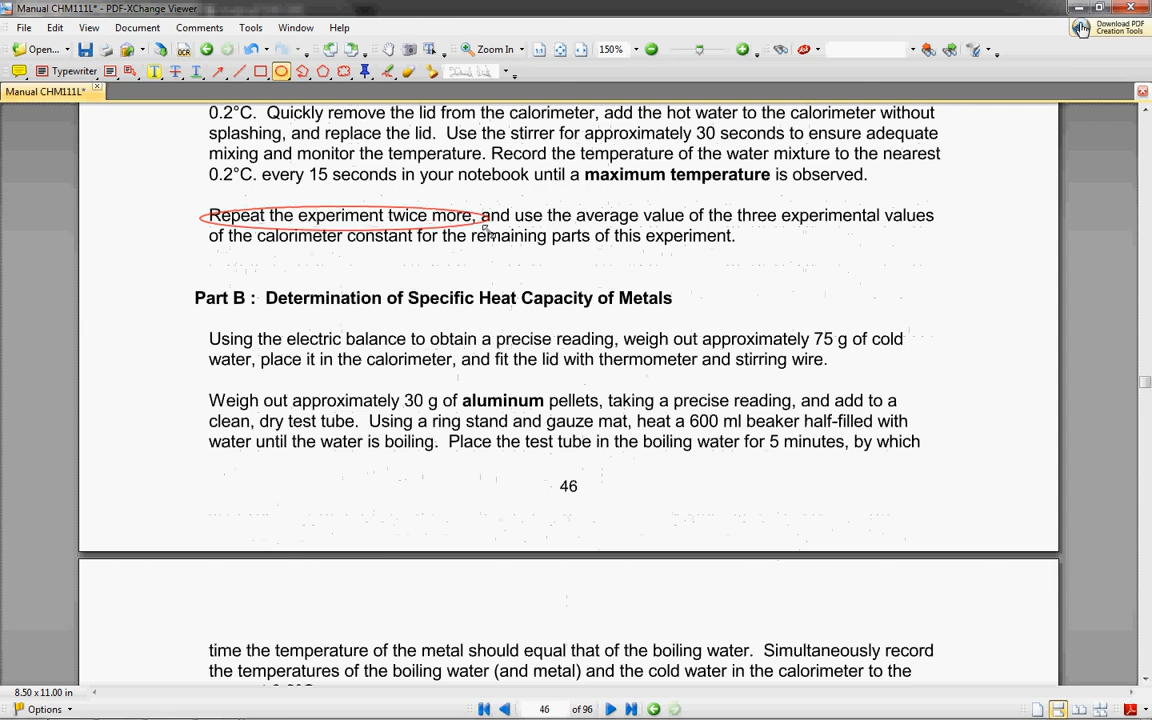 Manual CHM111L* - PDF-XChange Viewer
File Edit View Document Comments Tools Window Help
Download PDF
Creation Tools
Open... OCR Zoom In 150%
Typewriter
Manual CHM111L*
0.2°C. Quickly remove the lid from the calorimeter, add the hot water to the calorimeter without
splashing, and replace the lid. Use the stirrer for approximately 30 seconds to ensure adequate
mixing and monitor the temperature. Record the temperature of the water mixture to the nearest
0.2°C. every 15 seconds in your notebook until a maximum temperature is observed.
Repeat the experiment twice more, and use the average value of the three experimental values
of the calorimeter constant for the remaining parts of this experiment.
Part B : Determination of Specific Heat Capacity of Metals
Using the electric balance to obtain a precise reading, weigh out approximately 75 g of cold
water, place it in the calorimeter, and fit the lid with thermometer and stirring wire.
Weigh out approximately 30 g of aluminum pellets, taking a precise reading, and add to a
clean, dry test tube. Using a ring stand and gauze mat, heat a 600 ml beaker half-filled with
water until the water is boiling. Place the test tube in the boiling water for 5 minutes, by which
46
time the temperature of the metal should equal that of the boiling water. Simultaneously record
the temperatures of the boiling water (and metal) and the cold water in the calorimeter to the
8.50 x 11.00 in
Options 46 of 96